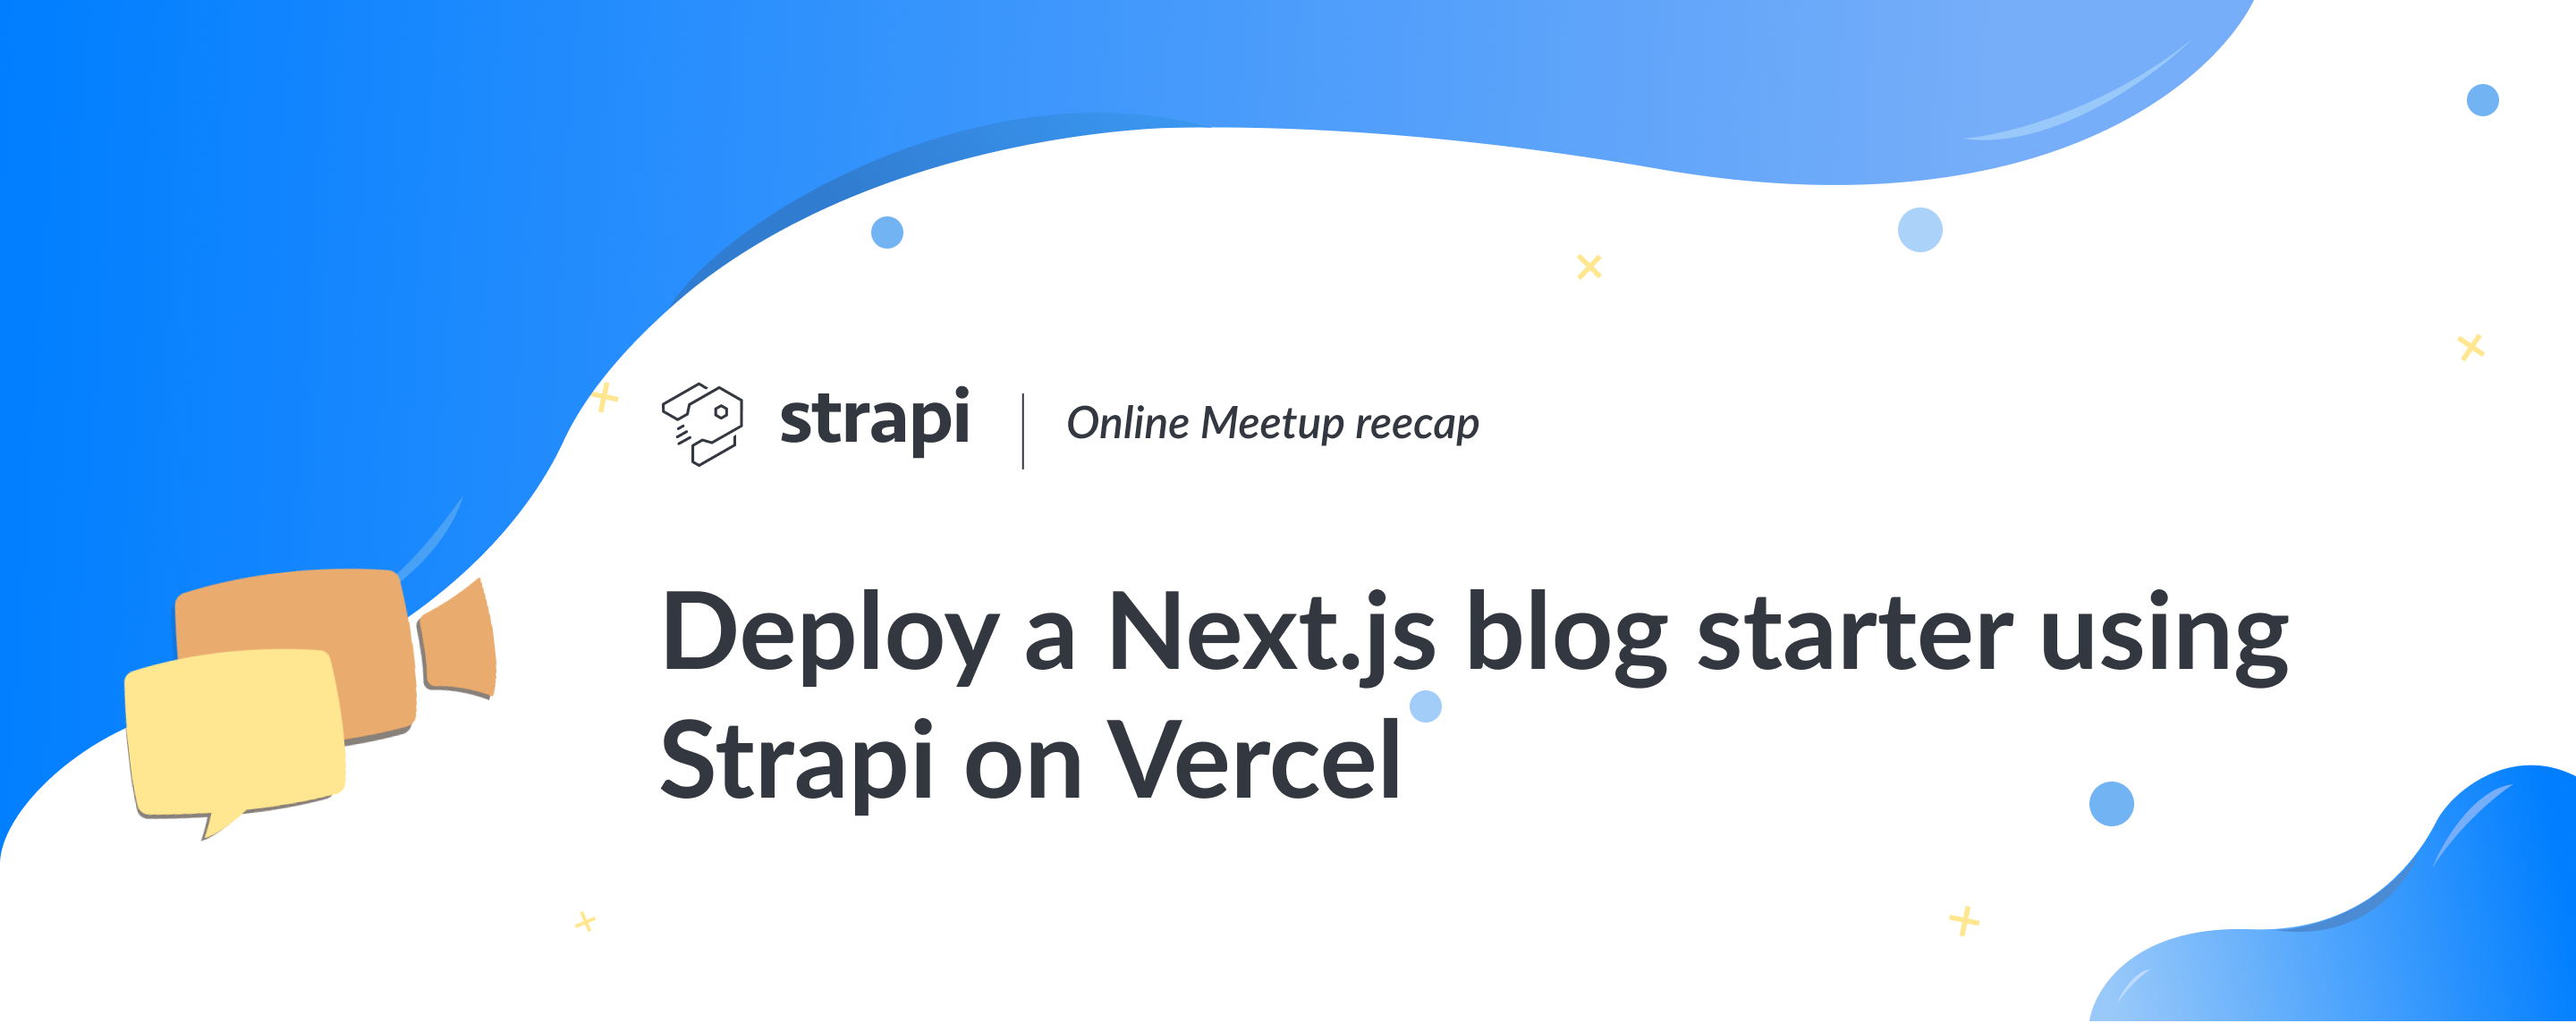 strapi | Online Meetup reecap
Deploy a Next.js blog starter using
Strapi on Vercel